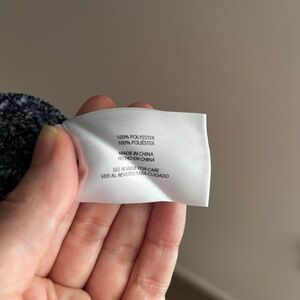 100% POLYESTER
100% POLIÉSTER
MADE IN CHINA
HECHO EN CHINA
SEE REVERSE FOR CARE
VER AL REVERSO PARA CUIDADO